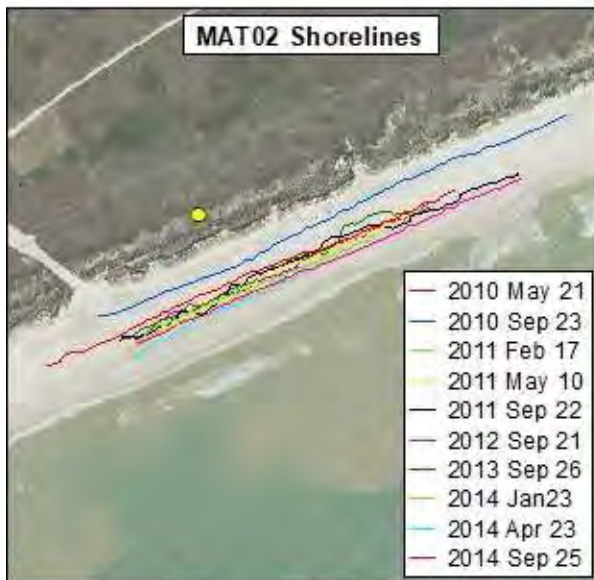 MAT02 Shorelines
2010 May 21
2010 Sep 23
2011 Feb 17
2011 May 10
2011 Sep 22
2012 Sep 21
2013 Sep 26
2014 Jan23
2014 Apr 23
2014 Sep 25